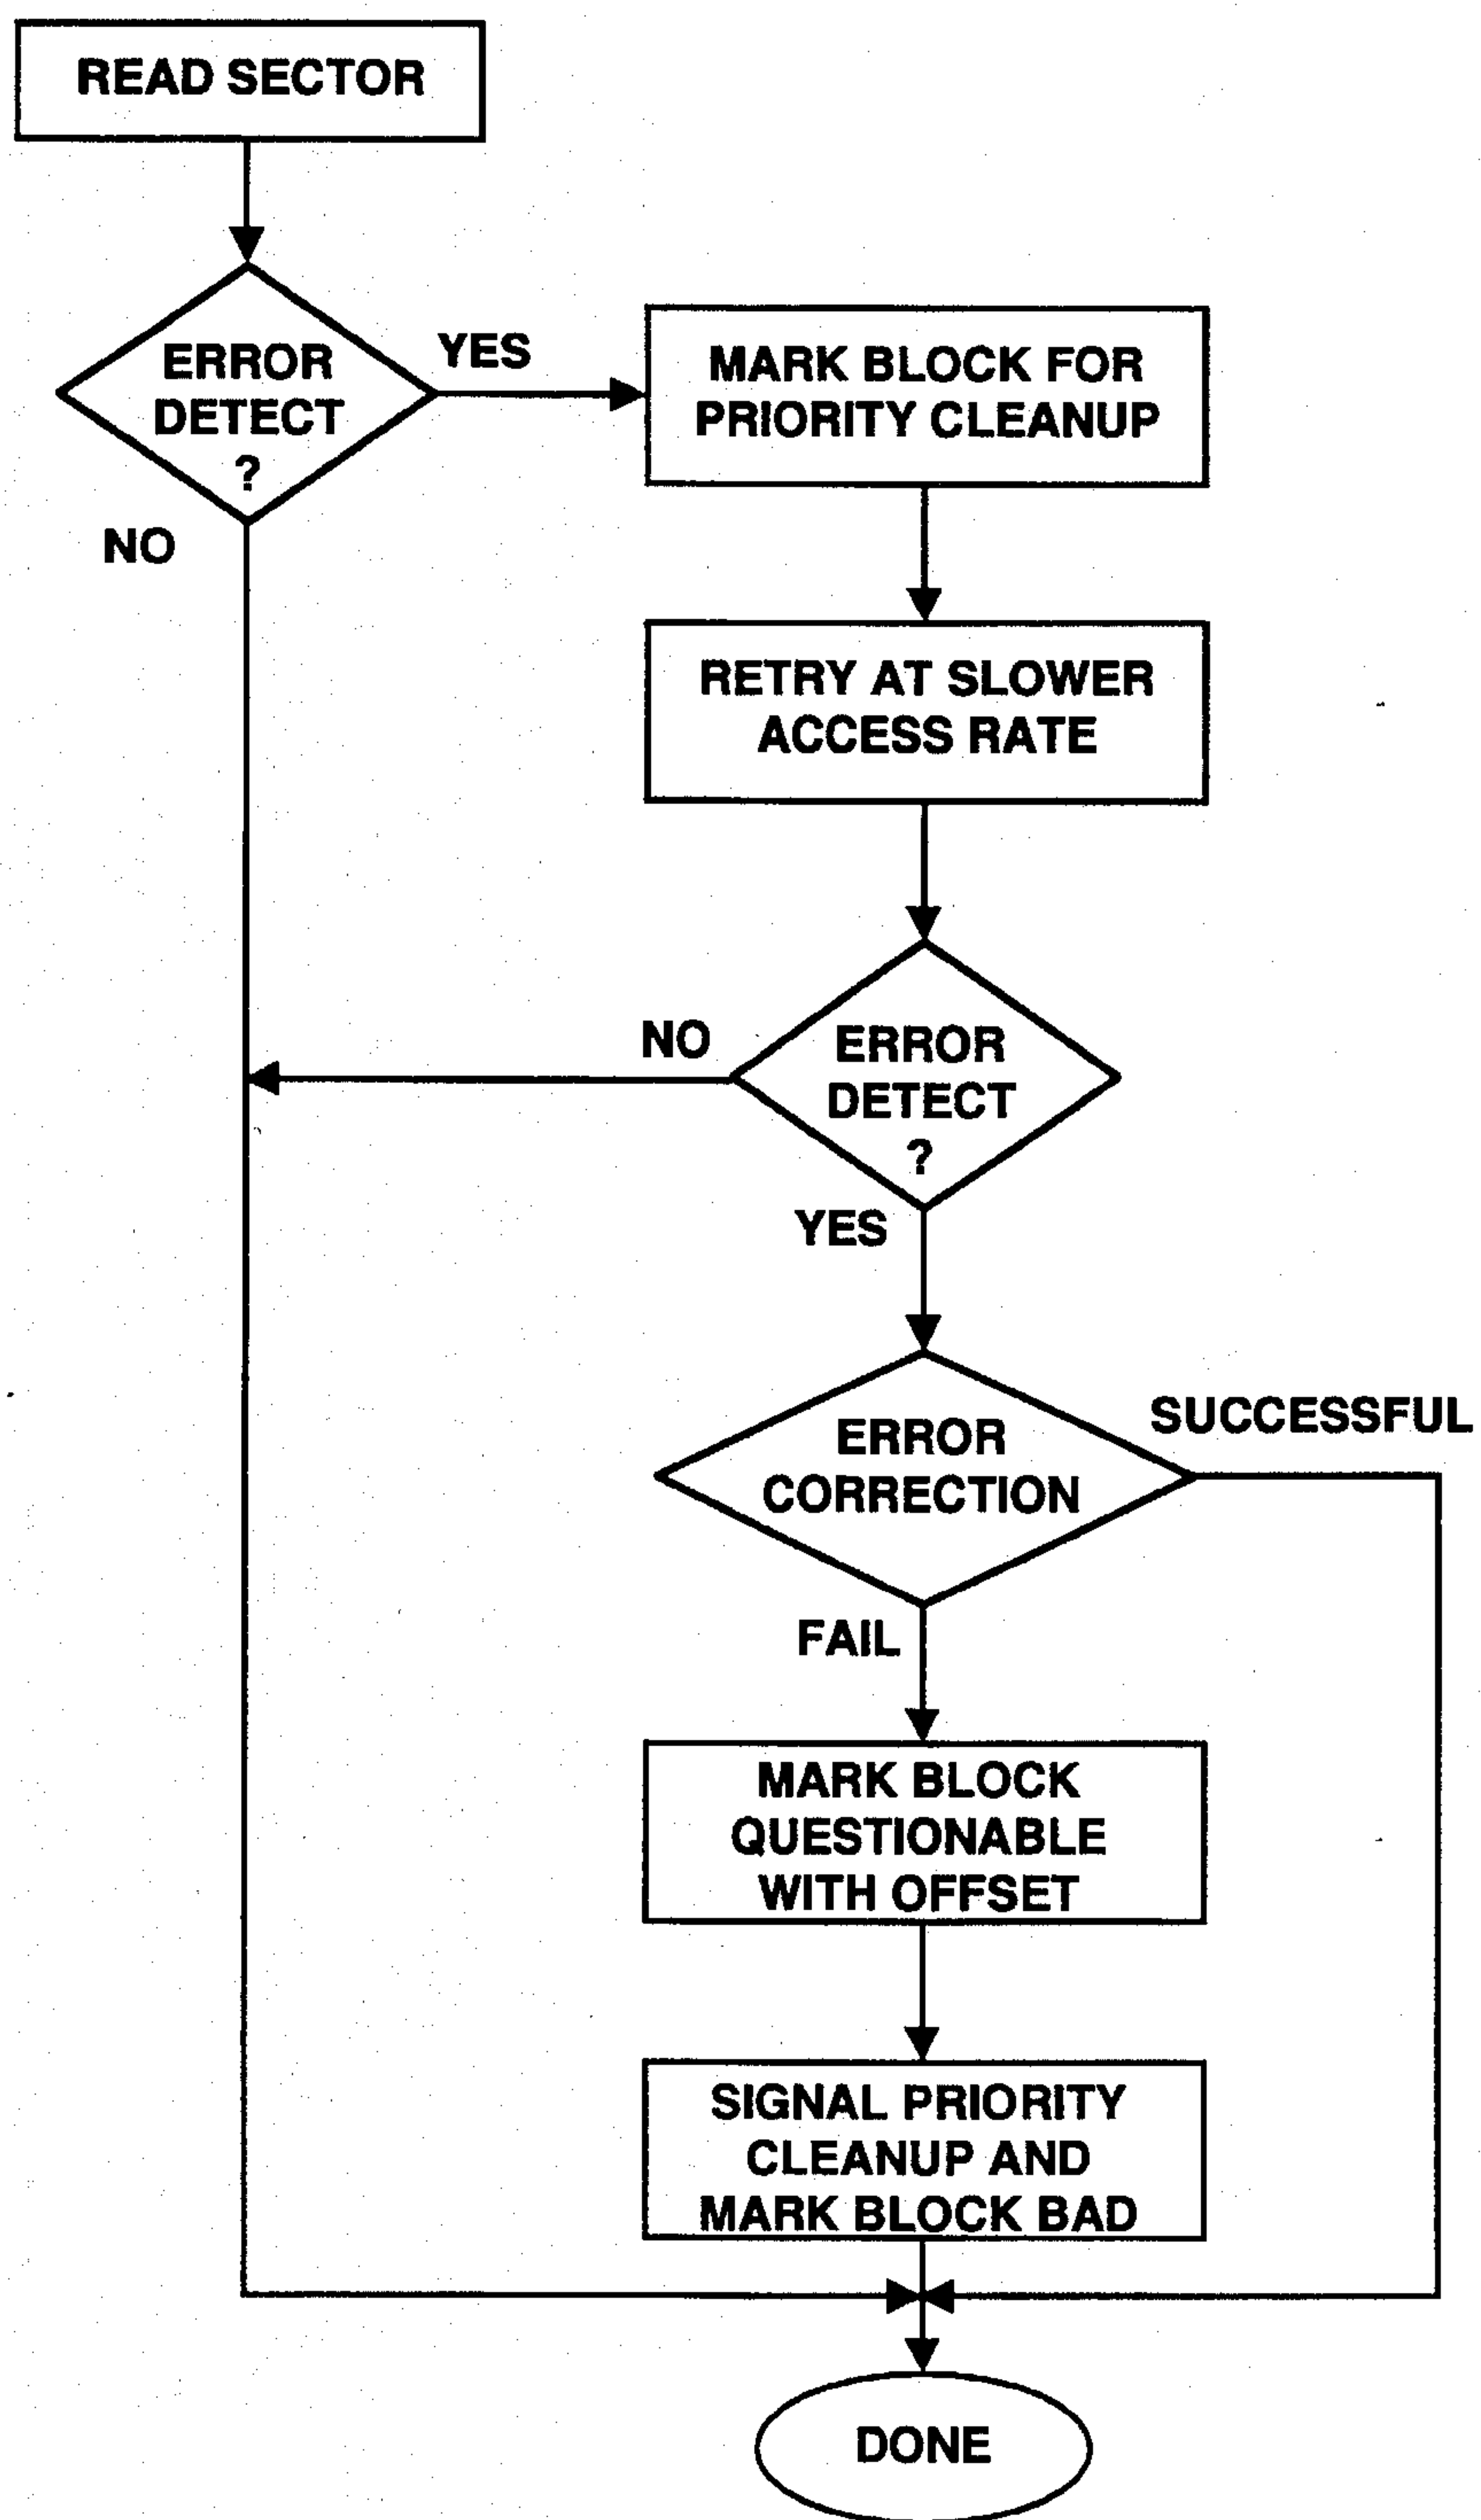 READ SECTOR
ERROR
DETECT
?
YES
NO
MARK BLOCK FOR
PRIORITY CLEANUP
RETRY AT SLOWER
ACCESS RATE
NO
ERROR
DETECT
?
YES
ERROR
CORRECTION
SUCCESSFUL
FAIL
MARK BLOCK
QUESTIONABLE
WITH OFFSET
SIGNAL PRIORITY
CLEANUP AND
MARK BLOCK BAD
DONE